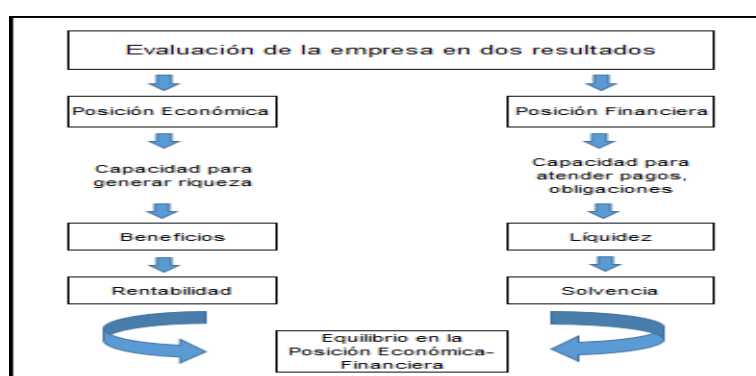 Evaluación de la empresa en dos resultados
Posición Económica
Posición Financiera
Capacidad para
generar riqueza
Capacidad para
atender pagos,
obligaciones
Beneficios
Líquidez
Rentabilidad
Solvencia
Equilibrio en la
Posición Económica-
Financiera